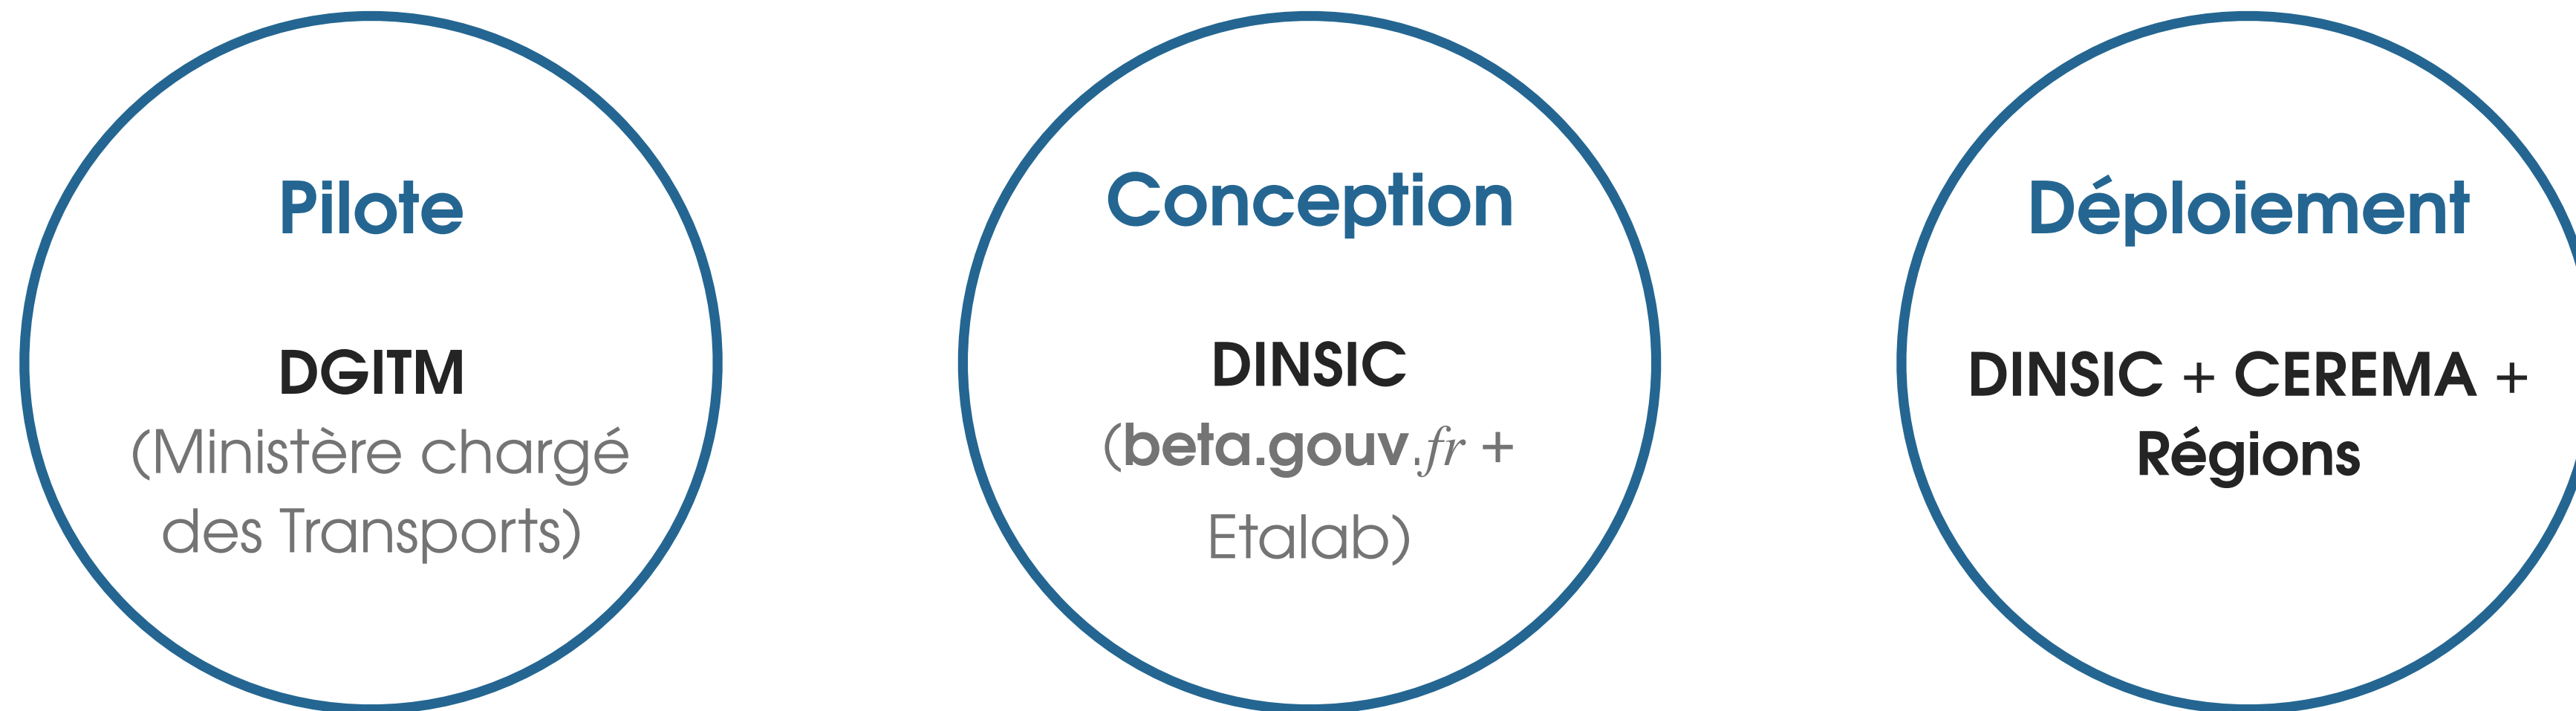 Pilote
DGITM
(Ministère chargé
des Transports)
Conception
DINSIC
(beta.gouv.fr +
Etalab)
Déploiement
DINSIC + CEREMA +
Régions